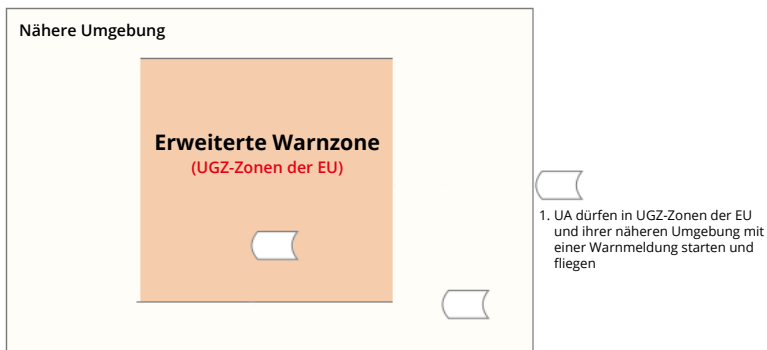 Nähere Umgebung
Erweiterte Warnzone
(UGZ-Zonen der EU)
1. UA dürfen in UGZ-Zonen der EU
und ihrer näheren Umgebung mit
einer Warnmeldung starten und
fliegen